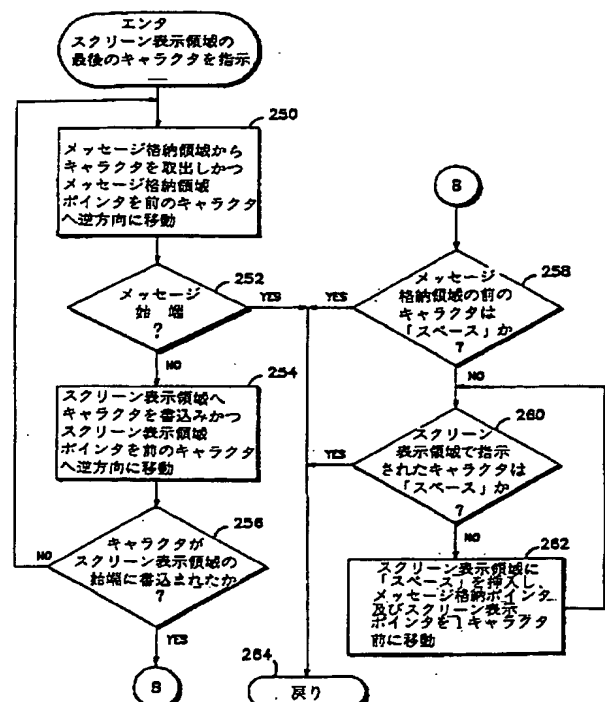 エンタ
スクリーン表示領域の
最後のキャラクタを指示
250
メッセージ格納領域から
キャラクタを取出しかつ
メッセージ格納領域
ポインタを前のキャラクタ
へ逆方向に移動
252
メッセージ
始端
?
YES
NO
254
スクリーン表示領域へ
キャラクタを書込みかつ
スクリーン表示領域
ポインタを前のキャラクタ
へ逆方向に移動
256
キャラクタが
スクリーン表示領域の
始端に書込まれたか
?
NO
YES
8
8
258
メッセージ
格納領域の前の
キャラクタは
「スペース」か
?
YES
NO
260
スクリーン
表示領域で指示
されたキャラクタは
「スペース」か
?
YES
NO
262
スクリーン表示領域に
「スペース」を挿入し、
メッセージ格納ポインタ
及びスクリーン表示
ポインタを1キャラクタ
前に移動
264
戻り